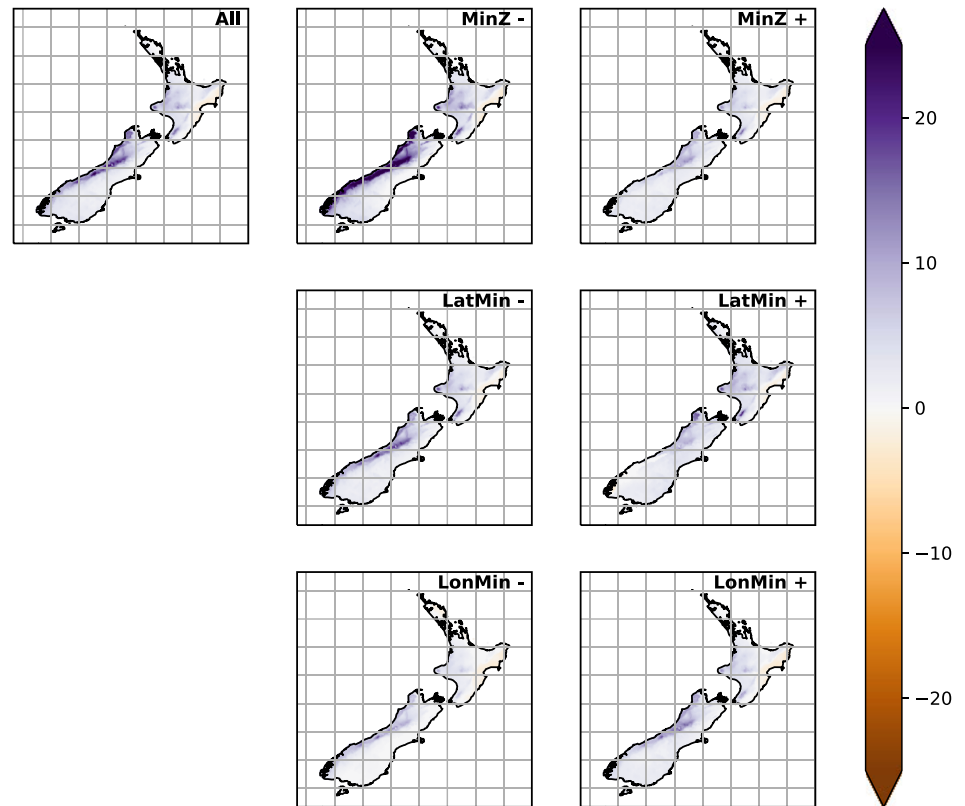 All
MinZ -
MinZ +
20
10
LatMin -
LatMin +
0
−10
LonMin -
LonMin +
−20